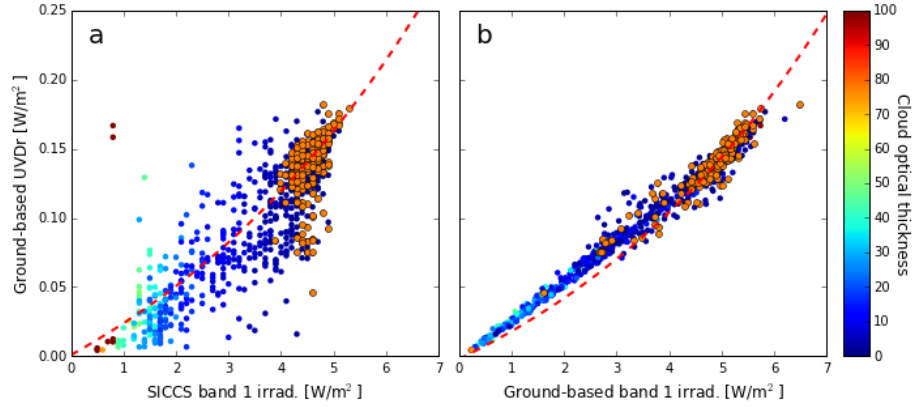 a
b
0.25
0.20
0.15
0.10
0.05
0.00
Ground-based UVDr [W/m²]
0 1 2 3 4 5 6 7
SICCS band 1 irrad. [W/m²]
0 1 2 3 4 5 6 7
Ground-based band 1 irrad. [W/m²]
100
90
80
70
60
50
40
30
20
10
0
Cloud optical thickness